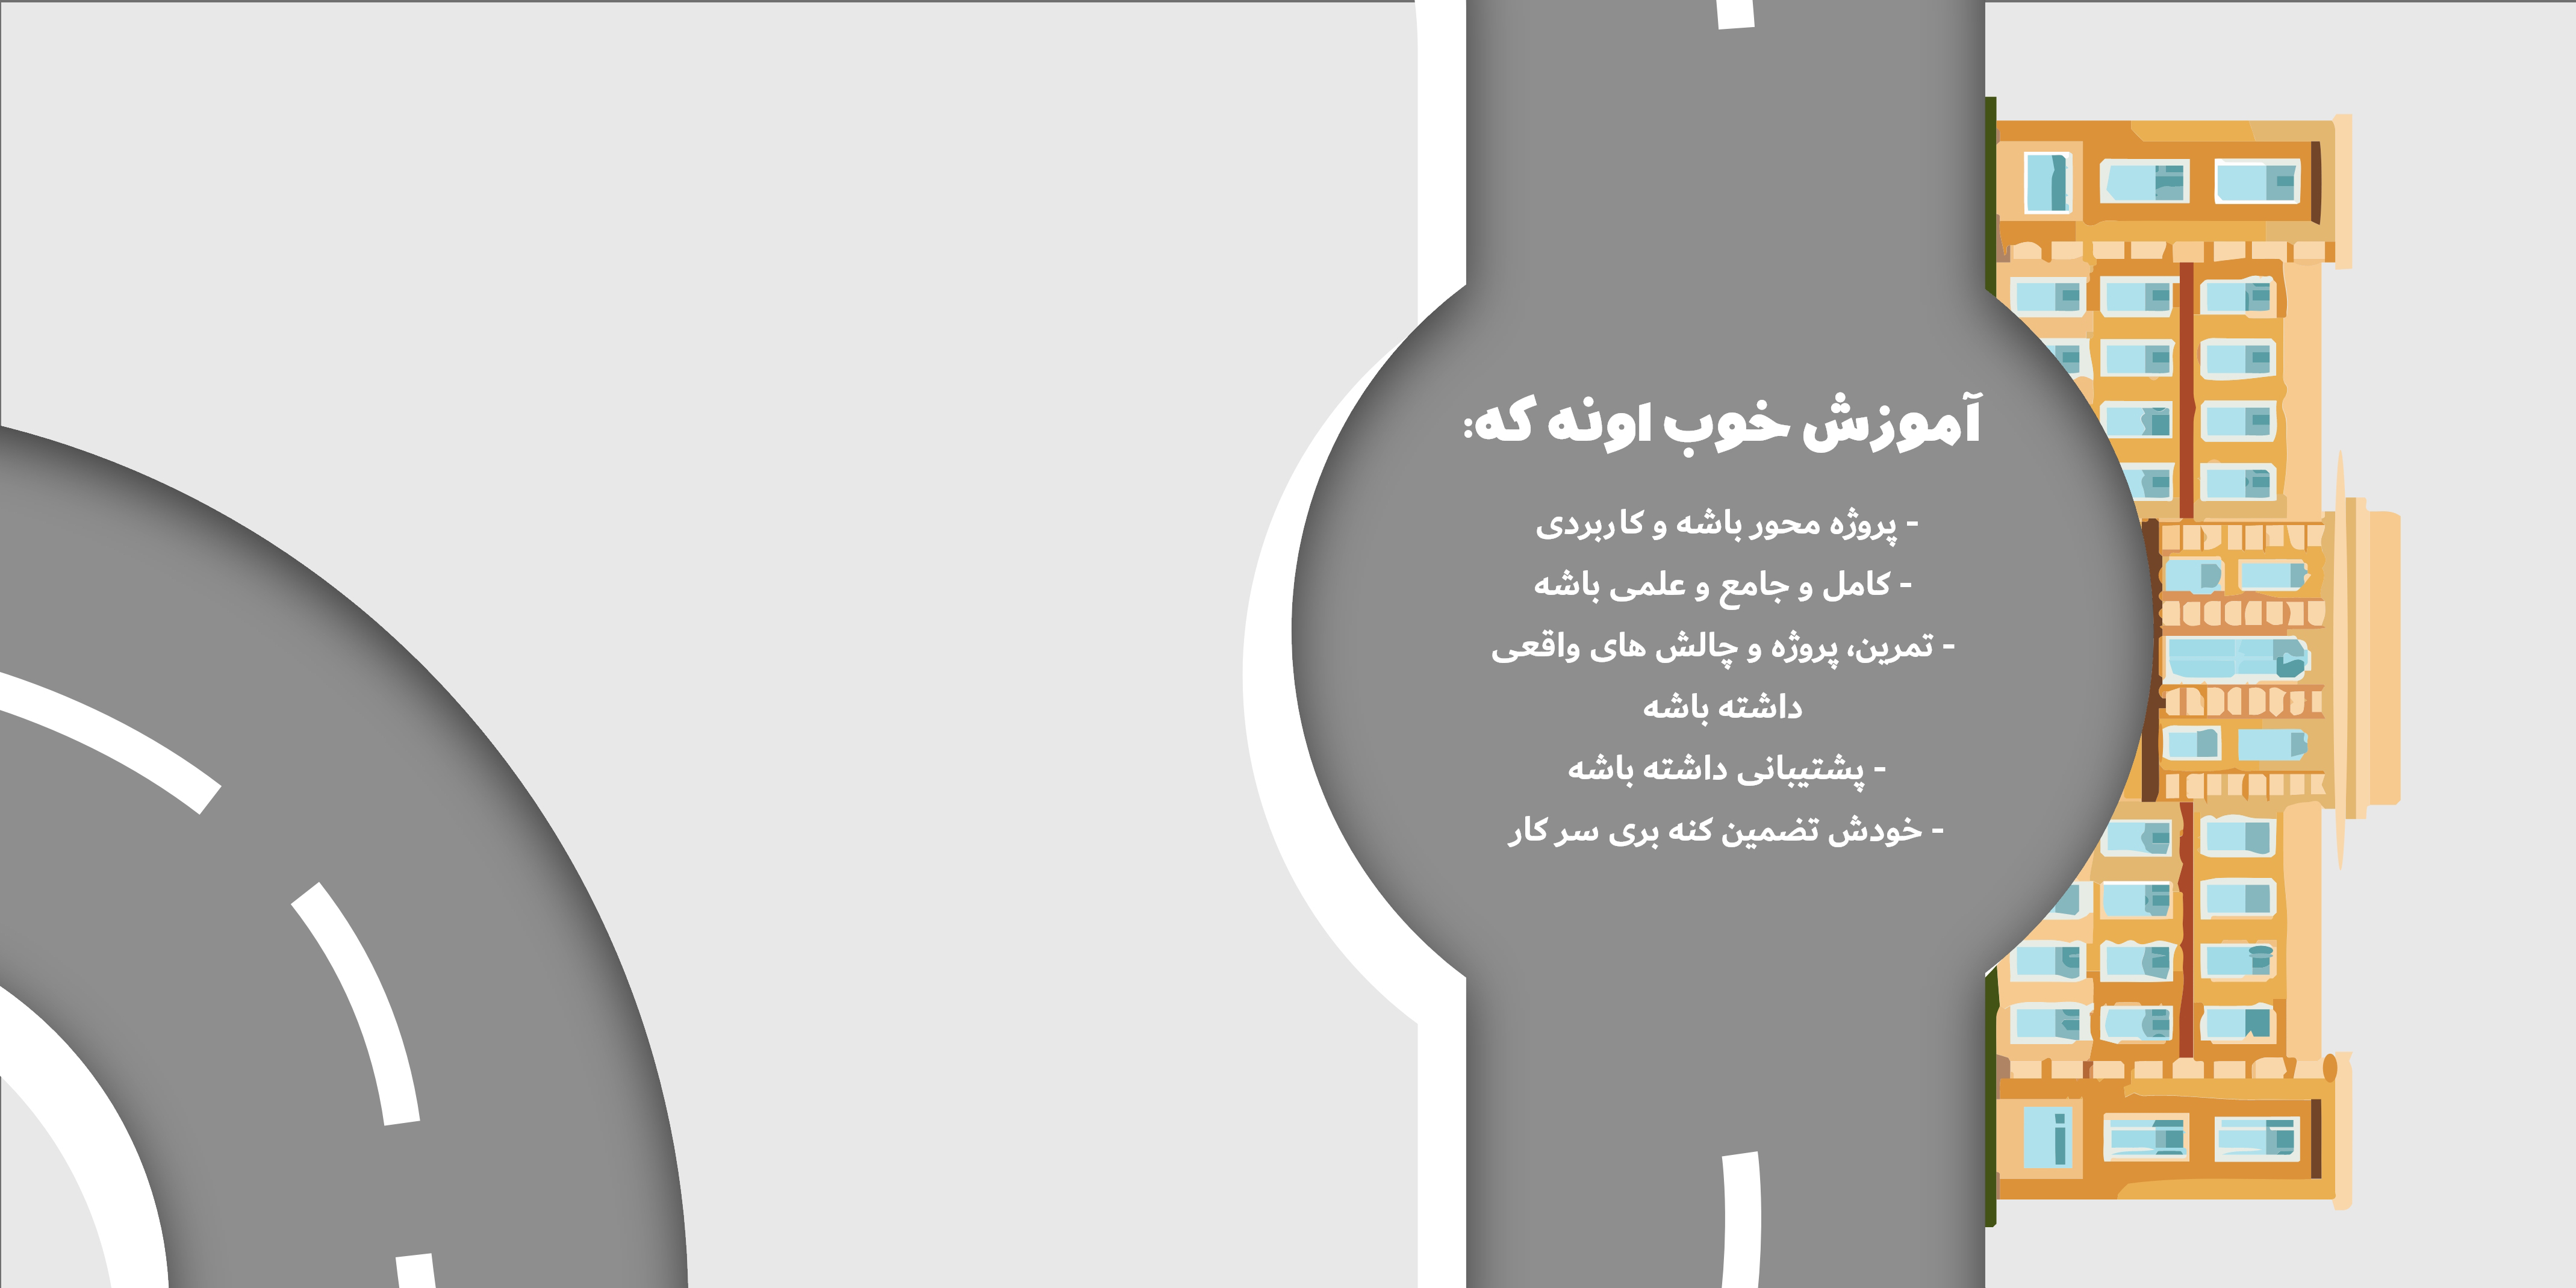 آموزش خوب اونه که:
- پروژه محور باشه و کاربردی
- کامل و جامع و علمی باشه
- تمرین، پروژه و چالش های واقعی
داشته باشه
- پشتیبانی داشته باشه
- خودش تضمین کنه بری سر کار